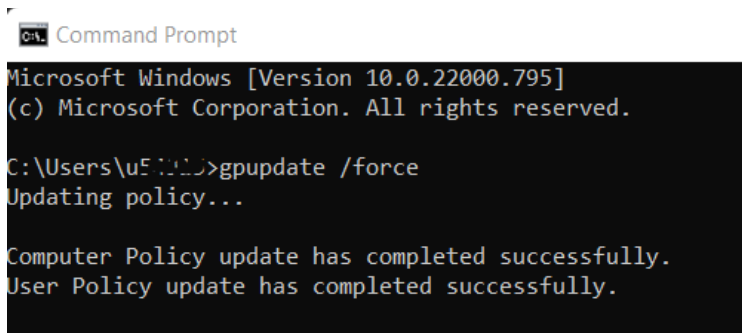 Command Prompt
Microsoft Windows [Version 10.0.22000.795]
(c) Microsoft Corporation. All rights reserved.
C:\Users\>gpupdate /force
Updating policy...
Computer Policy update has completed successfully.
User Policy update has completed successfully.